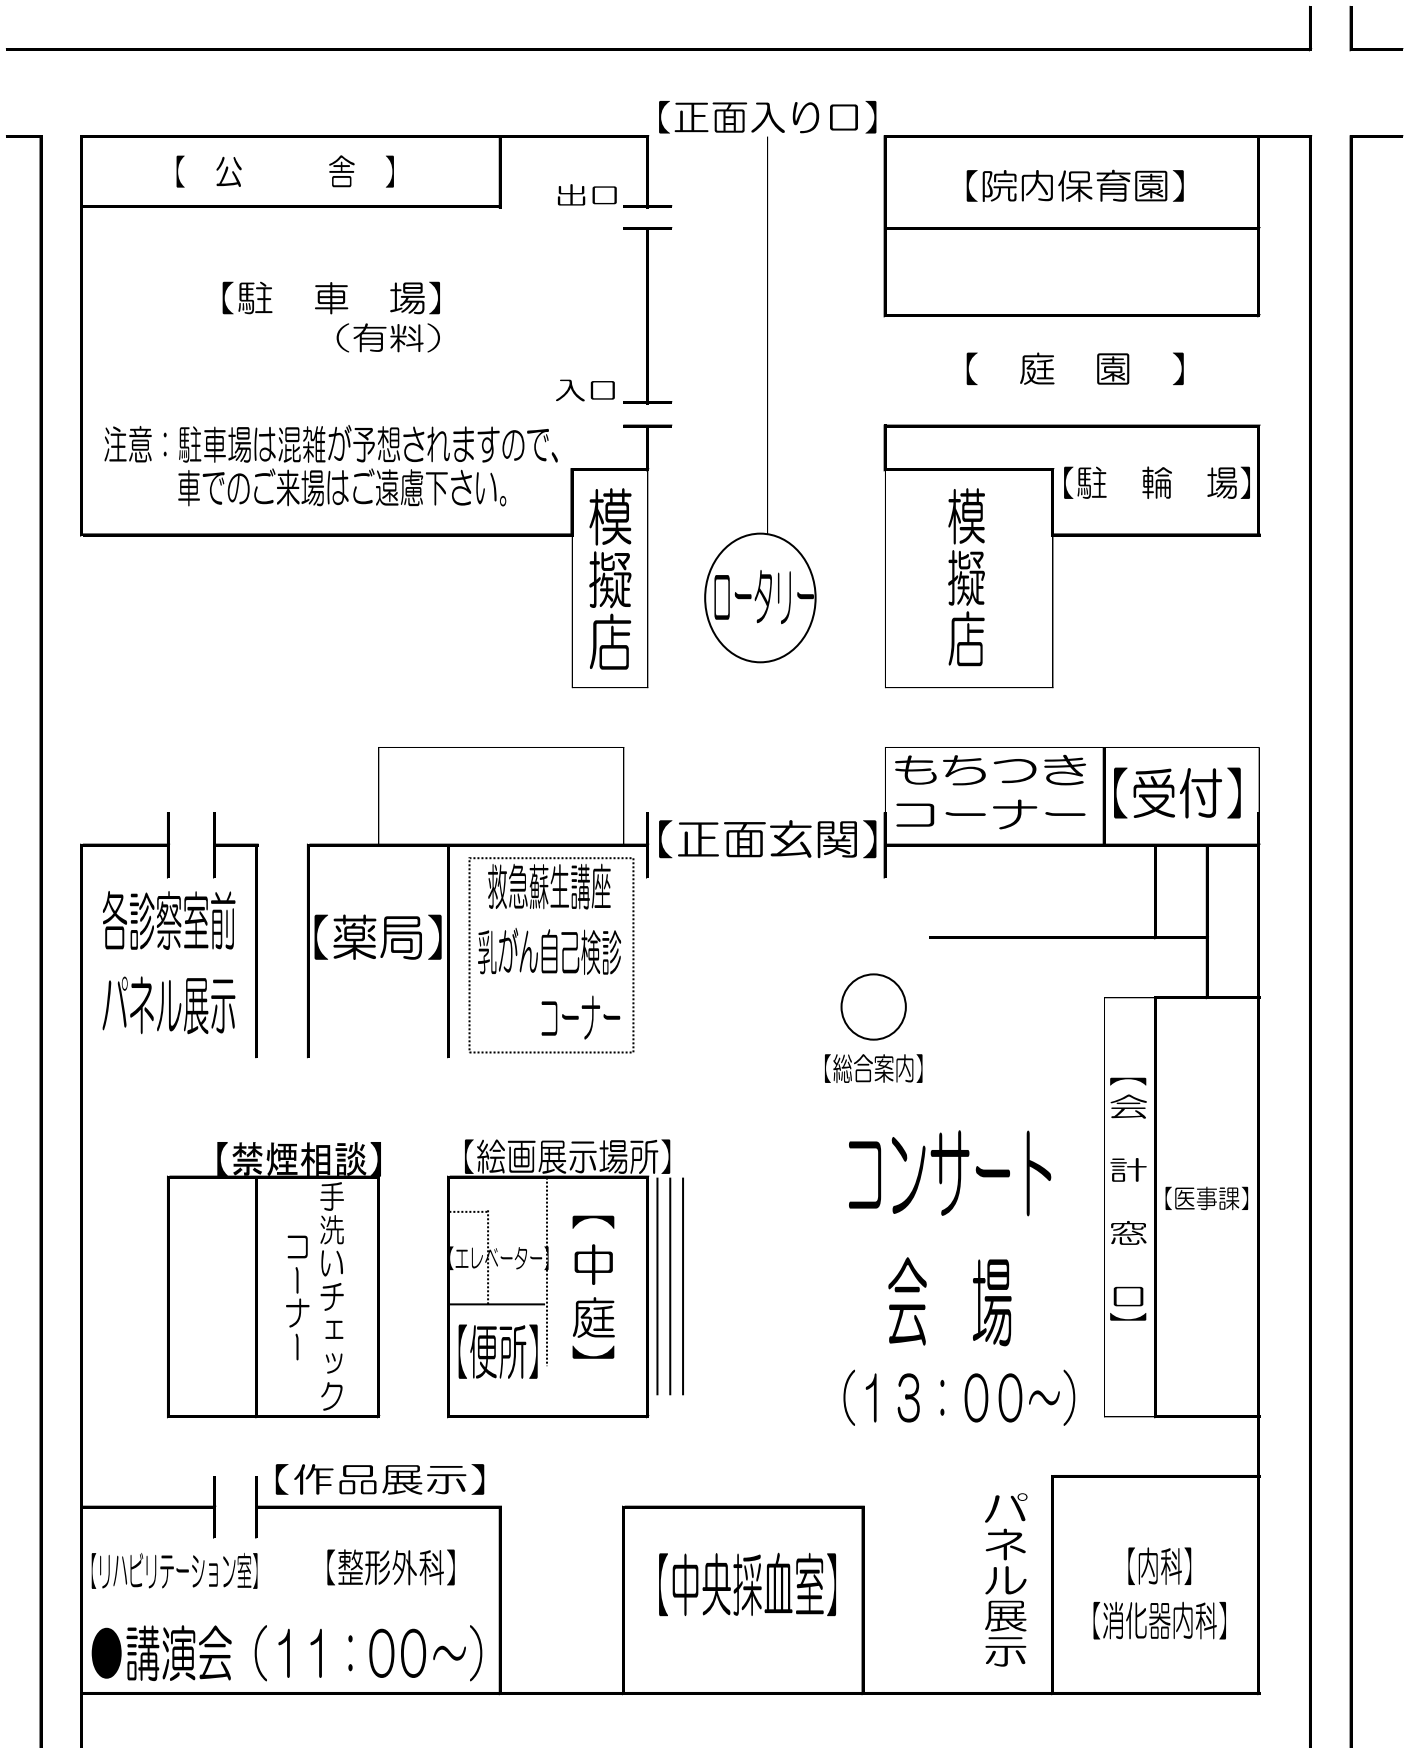 【正面入り口】
【　公　　舎　】
出口
【院内保育園】
【駐　車　場】
（有料）
【　庭　園　】
入口
注意：駐車場は混雑が予想されますので、
車でのご来場はご遠慮下さい。
【駐　輪　場】
模擬店
ロータリー
模擬店
もちつき
コーナー
【受付】
【正面玄関】
各診察室前
パネル展示
【薬局】
救急蘇生講座
乳がん自己検診
コーナー
【総合案内】
【会計窓口】
【医事課】
コンサート
会　場
（１３：００～）
【禁煙相談】
手洗いチェック
コーナー
【絵画展示場所】
【エレベーター】
【中庭】
【便所】
【作品展示】
【リハビリテーション室】
【整形外科】
●講演会（１１：００～）
【中央採血室】
パネル展示
【内科】
【消化器内科】